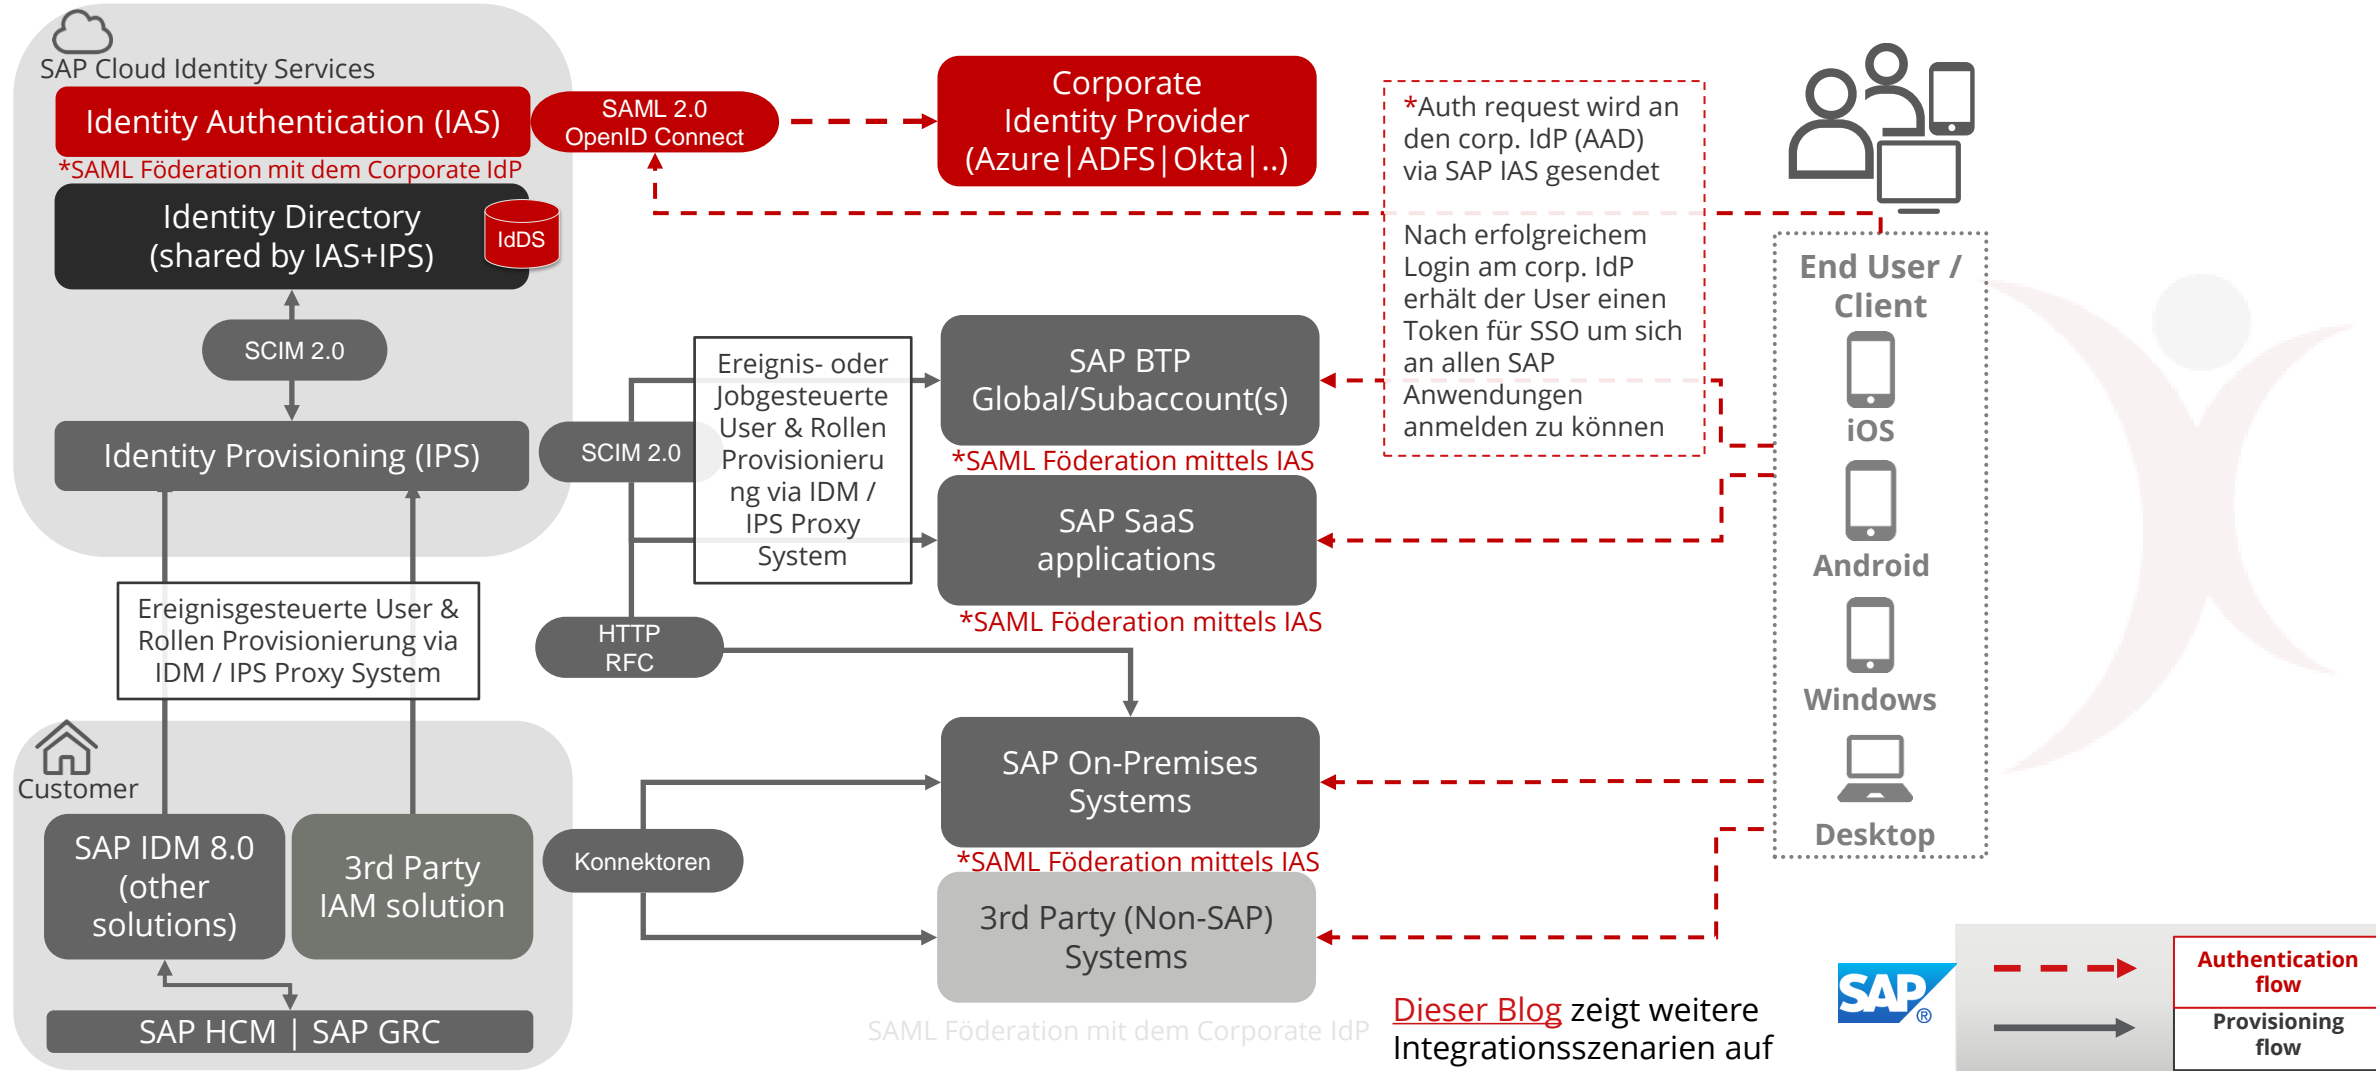 SAP Cloud Identity Services
Identity Authentication (IAS)
*SAML Föderation mit dem Corporate IdP
Identity Directory
(shared by IAS+IPS)
IdDS
SCIM 2.0
Identity Provisioning (IPS)
Ereignisgesteuerte User &
Rollen Provisionierung via
IDM / IPS Proxy System
Customer
SAP IDM 8.0
(other
solutions)
3rd Party
IAM solution
SAP HCM | SAP GRC
SAML 2.0
OpenID Connect
SCIM 2.0
HTTP
RFC
Konnektoren
Ereignis- oder
Jobgesteuerte
User & Rollen
Provisionieru
ng via IDM /
IPS Proxy
System
Corporate
Identity Provider
(Azure|ADFS|Okta|..)
SAP BTP
Global/Subaccount(s)
*SAML Föderation mittels IAS
SAP SaaS
applications
*SAML Föderation mittels IAS
SAP On-Premises
Systems
*SAML Föderation mittels IAS
3rd Party (Non-SAP)
Systems
SAML Föderation mit dem Corporate IdP
*Auth request wird an
den corp. IdP (AAD)
via SAP IAS gesendet
Nach erfolgreichem
Login am corp. IdP
erhält der User einen
Token für SSO um sich
an allen SAP
Anwendungen
anmelden zu können
End User /
Client
iOS
Android
Windows
Desktop
Dieser Blog zeigt weitere
Integrationsszenarien auf
SAP®
Authentication
flow
Provisioning
flow